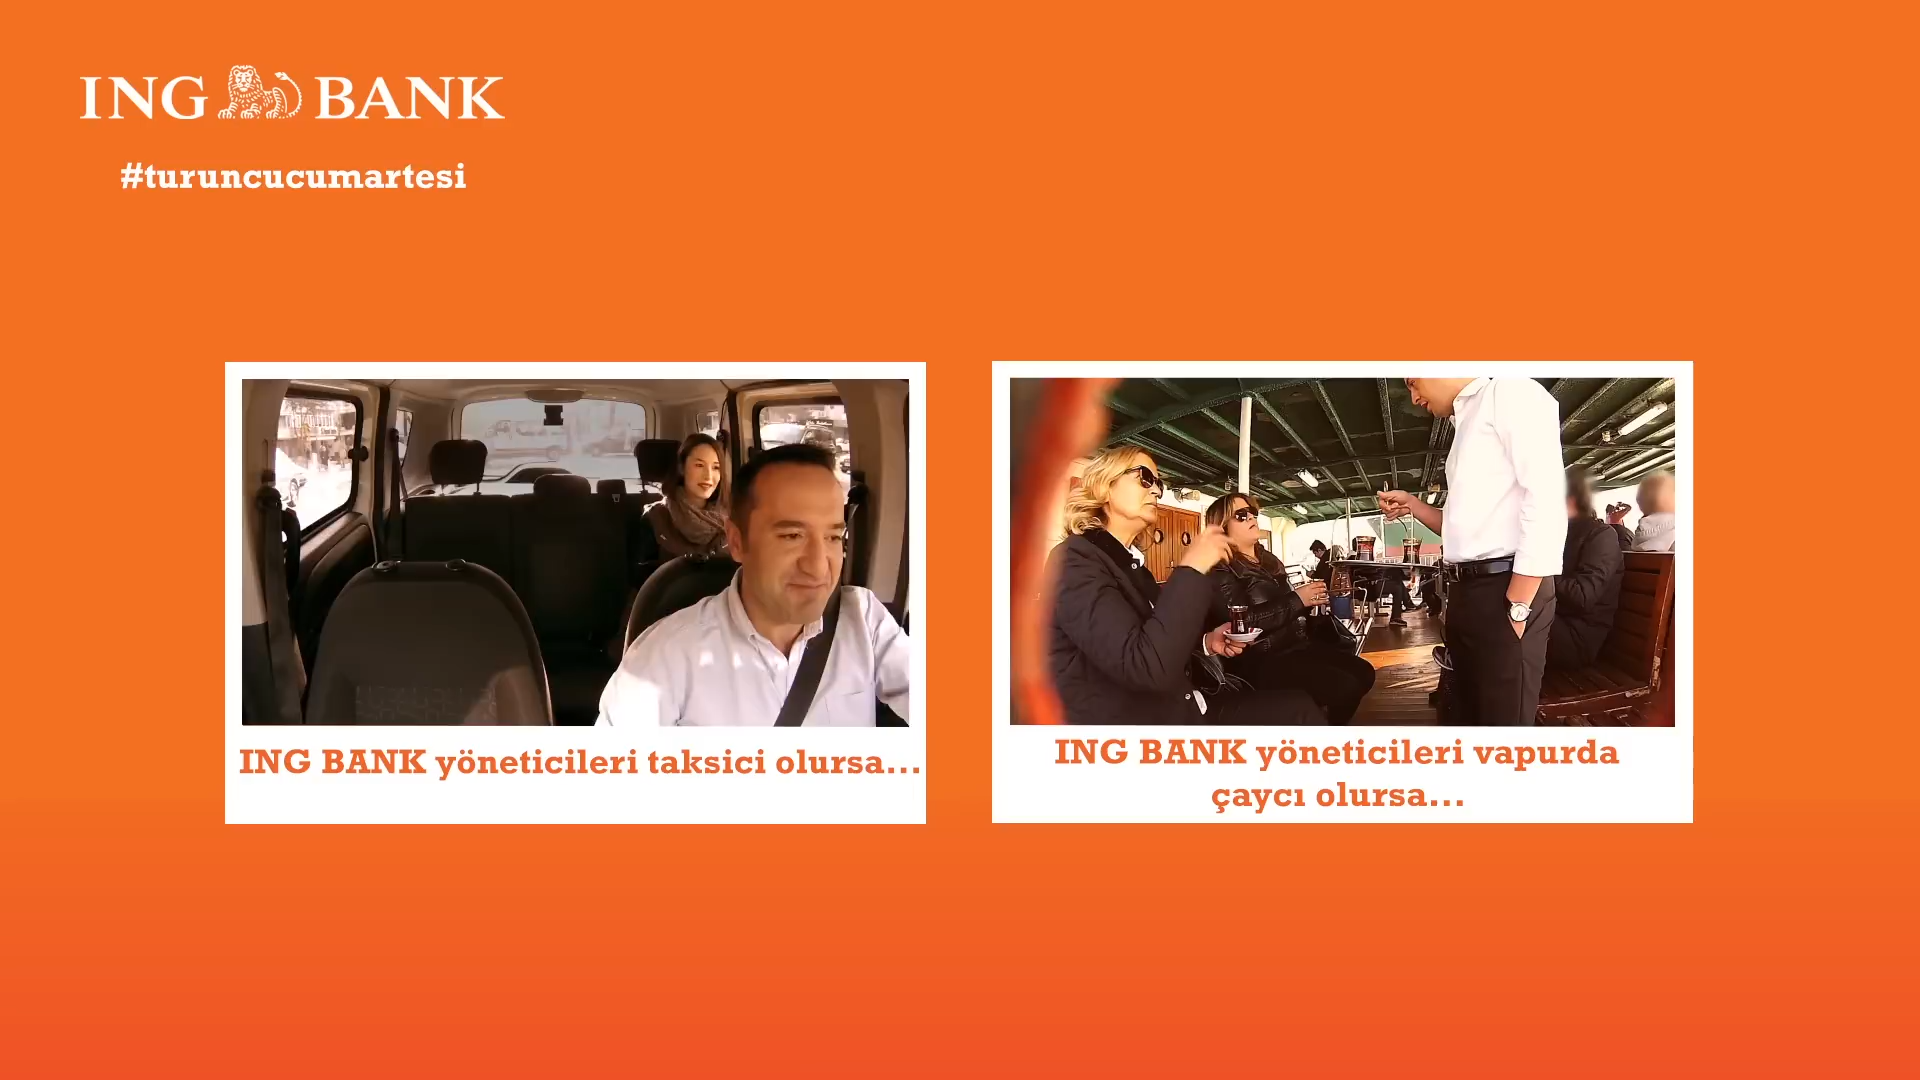 ING BANK
#turuncucumartesi
ING BANK yöneticileri taksici olursa...
ING BANK yöneticileri vapurda
çaycı olursa...